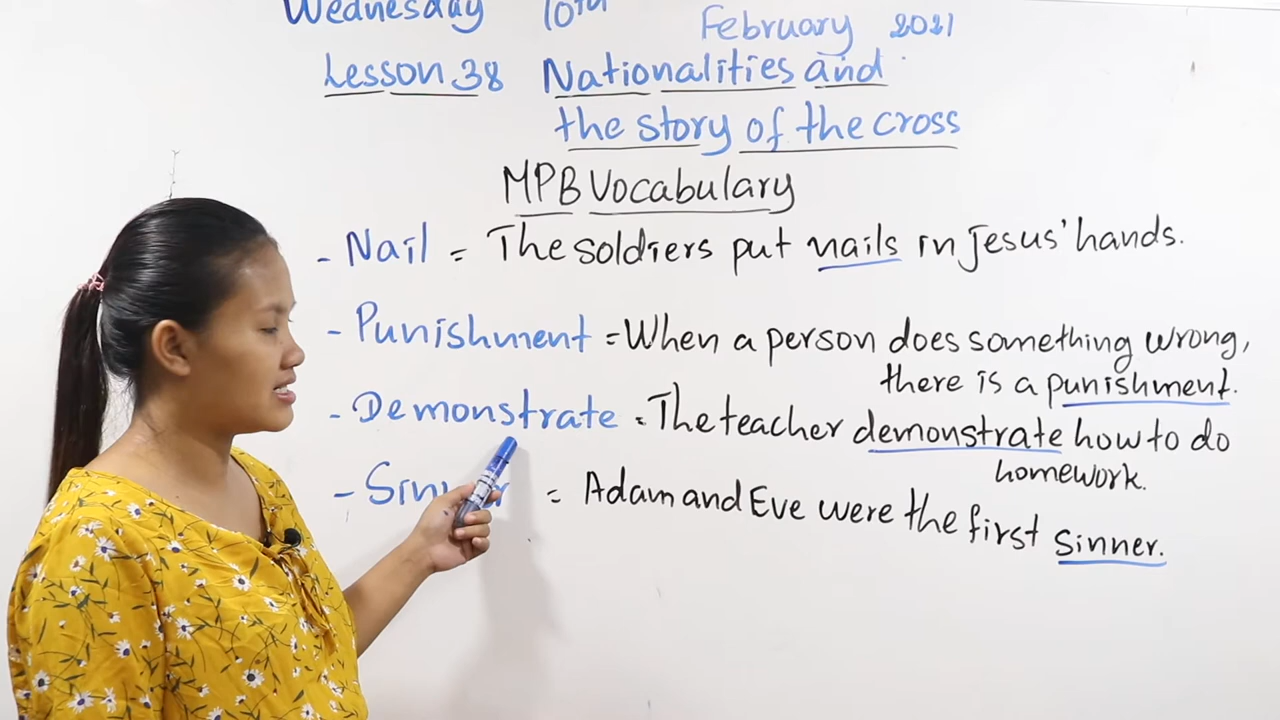 Wednesday 10th February 2021
Lesson 38 Nationalities and
the story of the cross
MPB Vocabulary
- Nail = The soldiers put nails in Jesus' hands.
- Punishment = When a person does something wrong,
there is a punishment.
- Demonstrate = The teacher demonstrate how to do
homework.
- Sinner = Adam and Eve were the first sinner.